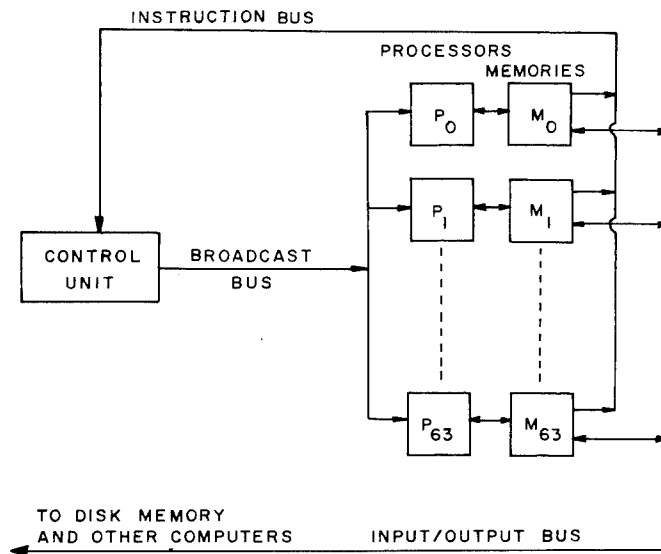 INSTRUCTION BUS
PROCESSORS
MEMORIES
P0
M0
P1
M1
CONTROL
UNIT
BROADCAST
BUS
P63
M63
TO DISK MEMORY
AND OTHER COMPUTERS
INPUT/OUTPUT BUS